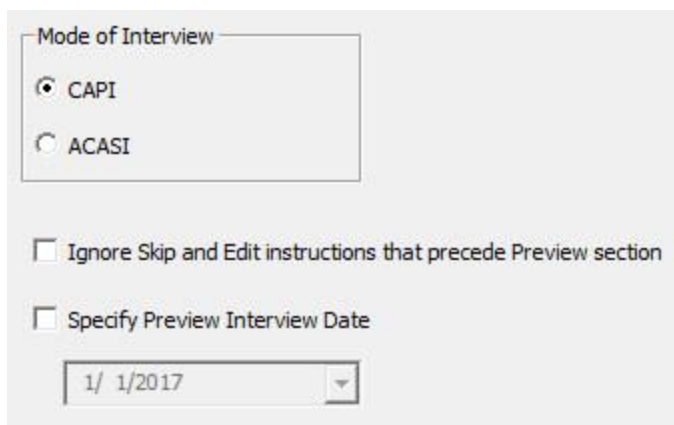 Mode of Interview
CAPI
ACASI
Ignore Skip and Edit instructions that precede Preview section
Specify Preview Interview Date
1/ 1/2017